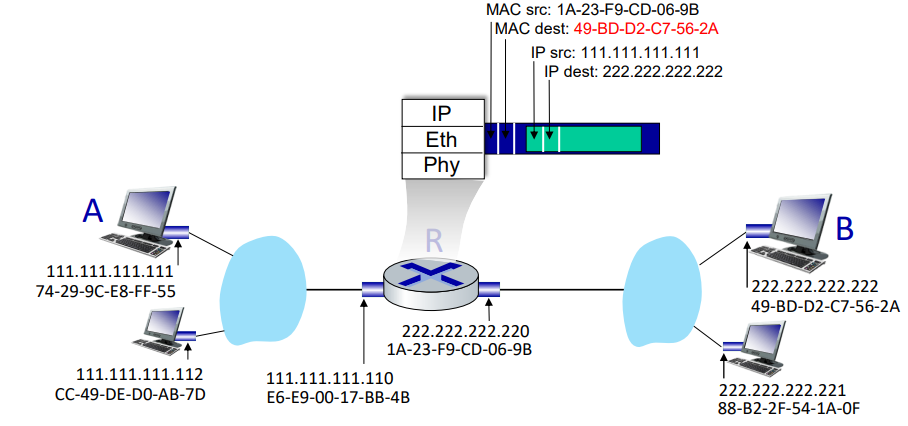 MAC src: 1A-23-F9-CD-06-9B
MAC dest: 49-BD-D2-C7-56-2A
IP src: 111.111.111.111
IP dest: 222.222.222.222
IP
Eth
Phy
A
R
B
111.111.111.111
74-29-9C-E8-FF-55
222.222.222.222
49-BD-D2-C7-56-2A
222.222.222.220
1A-23-F9-CD-06-9B
111.111.111.112
CC-49-DE-D0-AB-7D
111.111.111.110
E6-E9-00-17-BB-4B
222.222.222.221
88-B2-2F-54-1A-0F